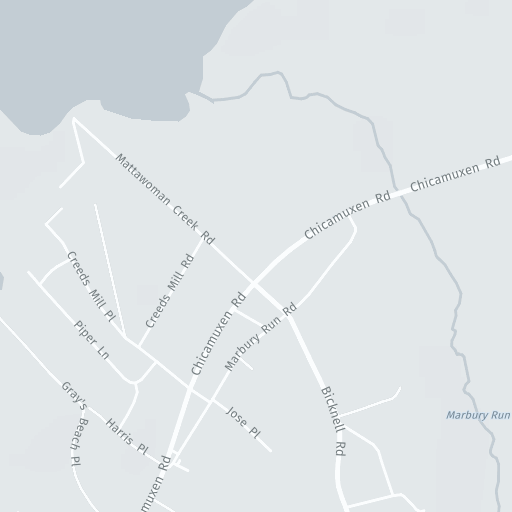 Chicamuxen Rd
Chicamuxen Rd
Mattawoman Creek Rd
Creeds Mill Pl
Creeds Mill Rd
Chicamuxen Rd
Marbury Run Rd
Piper Ln
Gray's Beach Pl
Harris Pl
Jose Pl
Bicknell Rd
Marbury Run
muxen Rd